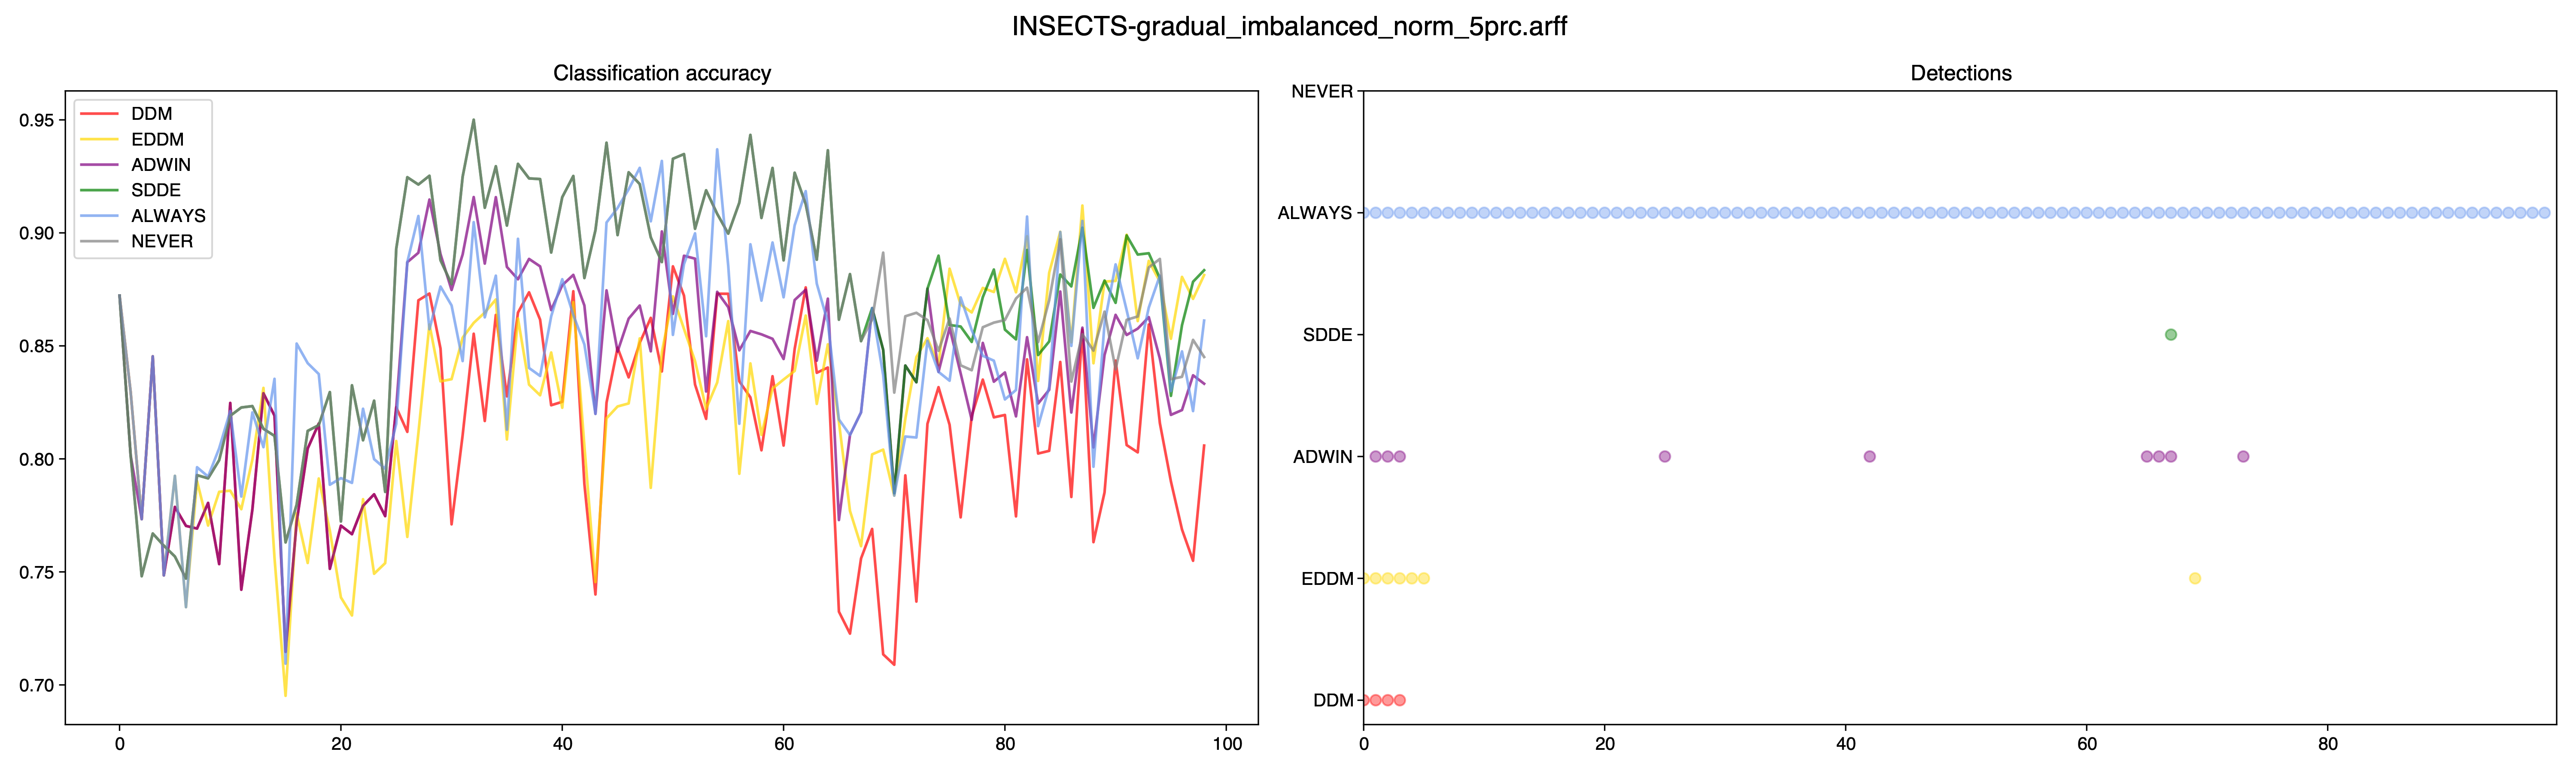 INSECTS-gradual_imbalanced_norm_5prc.arff
Classification accuracy
DDM
EDDM
ADWIN
SDDE
ALWAYS
NEVER
0.95
0.90
0.85
0.80
0.75
0.70
0 20 40 60 80 100
Detections
NEVER
ALWAYS
SDDE
ADWIN
EDDM
DDM
0 20 40 60 80